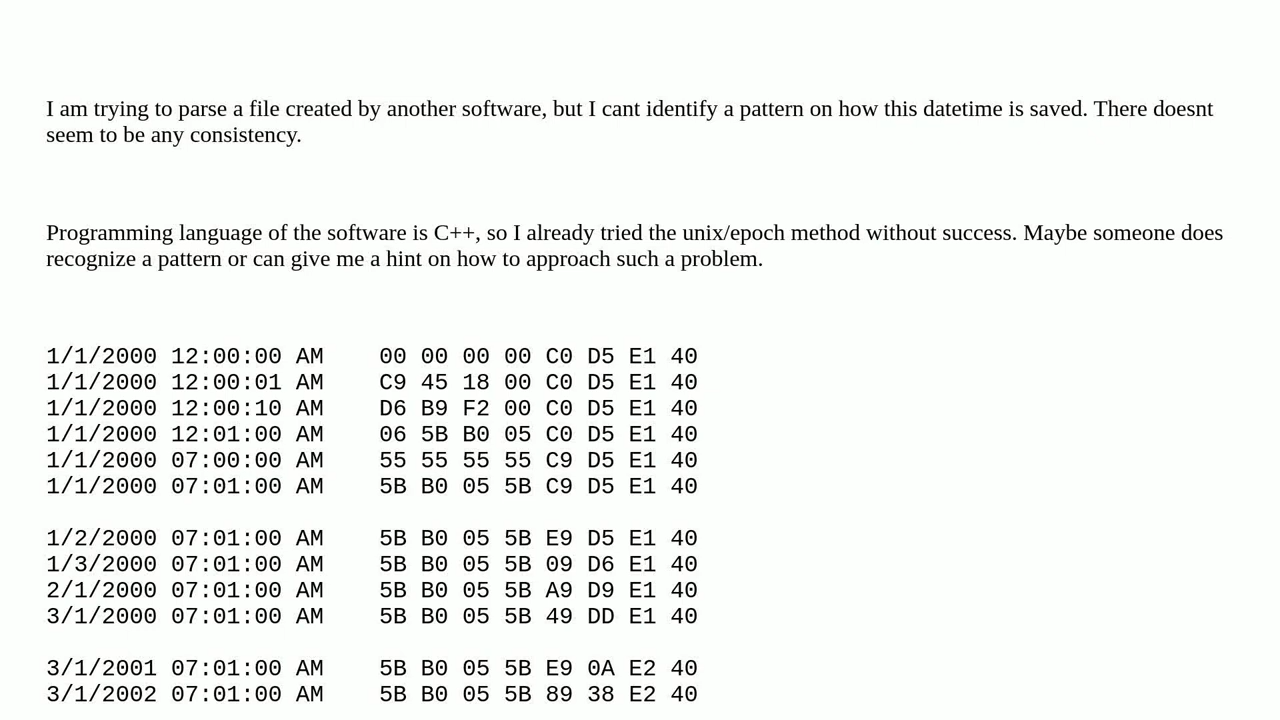 I am trying to parse a file created by another software, but I cant identify a pattern on how this datetime is saved. There doesnt
seem to be any consistency.
Programming language of the software is C++, so I already tried the unix/epoch method without success. Maybe someone does
recognize a pattern or can give me a hint on how to approach such a problem.
1/1/2000 12:00:00 AM    00 00 00 00 C0 D5 E1 40
1/1/2000 12:00:01 AM    C9 45 18 00 C0 D5 E1 40
1/1/2000 12:00:10 AM    D6 B9 F2 00 C0 D5 E1 40
1/1/2000 12:01:00 AM    06 5B B0 05 C0 D5 E1 40
1/1/2000 07:00:00 AM    55 55 55 55 C9 D5 E1 40
1/1/2000 07:01:00 AM    5B B0 05 5B C9 D5 E1 40
1/2/2000 07:01:00 AM    5B B0 05 5B E9 D5 E1 40
1/3/2000 07:01:00 AM    5B B0 05 5B 09 D6 E1 40
2/1/2000 07:01:00 AM    5B B0 05 5B A9 D9 E1 40
3/1/2000 07:01:00 AM    5B B0 05 5B 49 DD E1 40
3/1/2001 07:01:00 AM    5B B0 05 5B E9 0A E2 40
3/1/2002 07:01:00 AM    5B B0 05 5B 89 38 E2 40